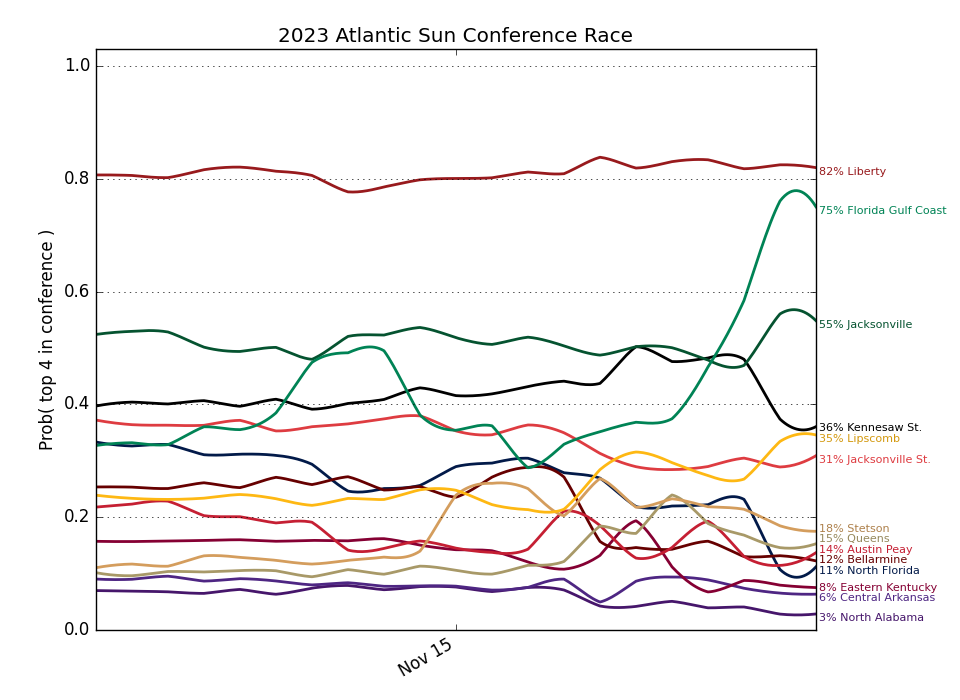 2023 Atlantic Sun Conference Race
Prob( top 4 in conference )
1.0
0.8
0.6
0.4
0.2
0.0
Nov 15
82% Liberty
75% Florida Gulf Coast
55% Jacksonville
36% Kennesaw St.
35% Lipscomb
31% Jacksonville St.
18% Stetson
15% Queens
14% Austin Peay
12% Bellarmine
11% North Florida
8% Eastern Kentucky
6% Central Arkansas
3% North Alabama